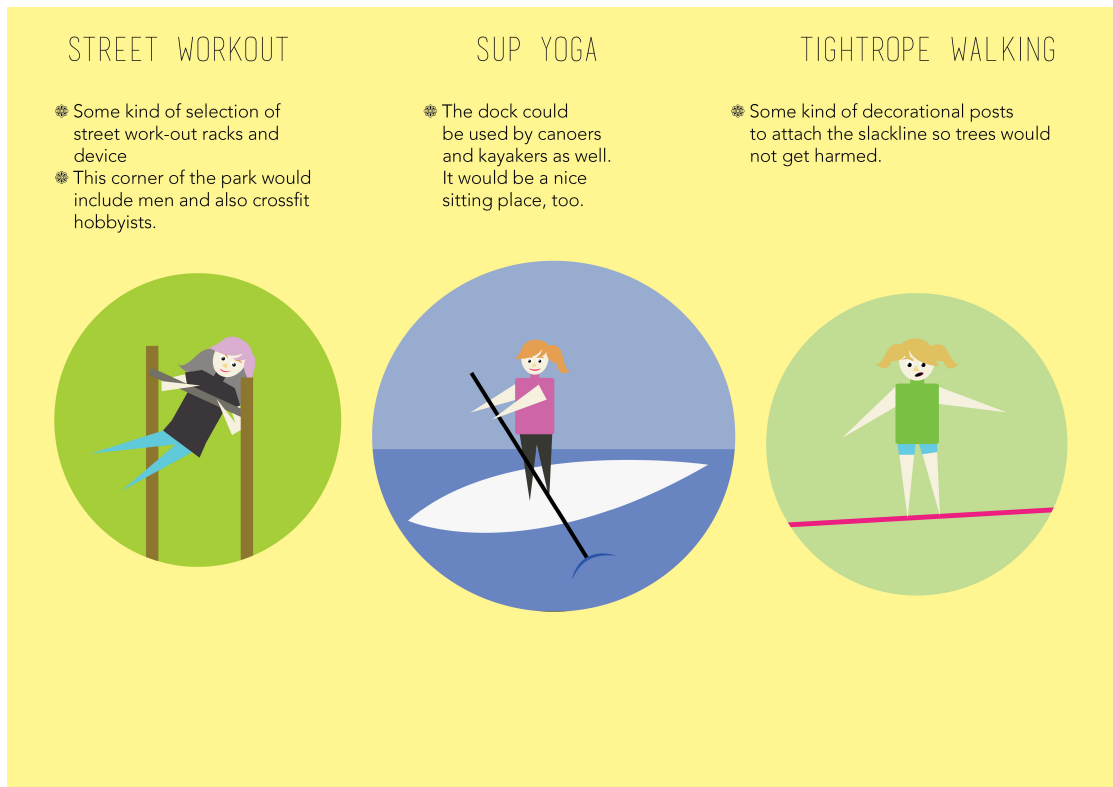 STREET WORKOUT
Some kind of selection of
street work-out racks and
device
This corner of the park would
include men and also crossfit
hobbyists.
SUP YOGA
The dock could
be used by canoers
and kayakers as well.
It would be a nice
sitting place, too.
TIGHTROPE WALKING
Some kind of decorational posts
to attach the slackline so trees would
not get harmed.